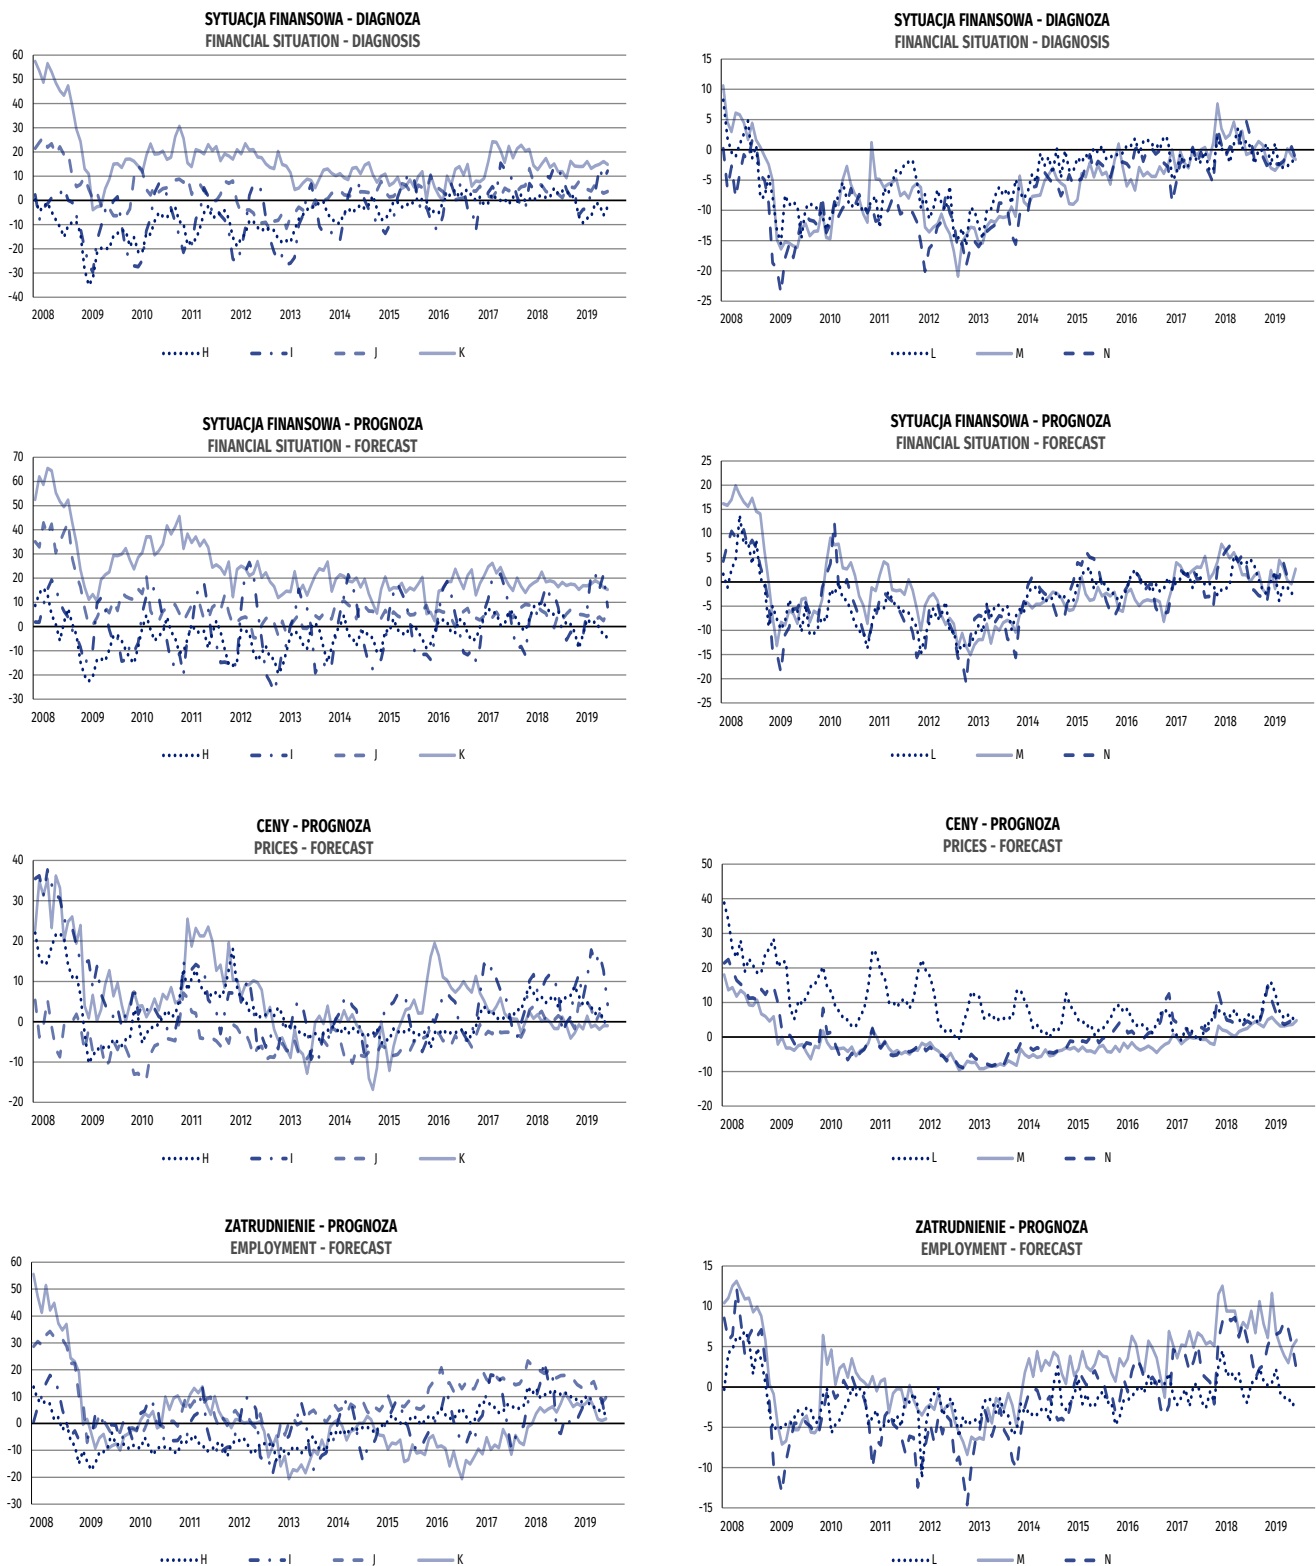 SYTUACJA FINANSOWA - DIAGNOZA
FINANCIAL SITUATION - DIAGNOSIS
60
50
40
30
20
10
0
-10
-20
-30
-40
2008 2009 2010 2011 2012 2013 2014 2015 2016 2017 2018 2019
H I J K
SYTUACJA FINANSOWA - DIAGNOZA
FINANCIAL SITUATION - DIAGNOSIS
15
10
5
0
-5
-10
-15
-20
-25
2008 2009 2010 2011 2012 2013 2014 2015 2016 2017 2018 2019
L M N
SYTUACJA FINANSOWA - PROGNOZA
FINANCIAL SITUATION - FORECAST
70
60
50
40
30
20
10
0
-10
-20
-30
2008 2009 2010 2011 2012 2013 2014 2015 2016 2017 2018 2019
H I J K
SYTUACJA FINANSOWA - PROGNOZA
FINANCIAL SITUATION - FORECAST
25
20
15
10
5
0
-5
-10
-15
-20
-25
2008 2009 2010 2011 2012 2013 2014 2015 2016 2017 2018 2019
L M N
CENY - PROGNOZA
PRICES - FORECAST
40
30
20
10
0
-10
-20
2008 2009 2010 2011 2012 2013 2014 2015 2016 2017 2018 2019
H I J K
CENY - PROGNOZA
PRICES - FORECAST
50
40
30
20
10
0
-10
-20
2008 2009 2010 2011 2012 2013 2014 2015 2016 2017 2018 2019
L M N
ZATRUDNIENIE - PROGNOZA
EMPLOYMENT - FORECAST
60
50
40
30
20
10
0
-10
-20
-30
2008 2009 2010 2011 2012 2013 2014 2015 2016 2017 2018 2019
H I J K
ZATRUDNIENIE - PROGNOZA
EMPLOYMENT - FORECAST
15
10
5
0
-5
-10
-15
2008 2009 2010 2011 2012 2013 2014 2015 2016 2017 2018 2019
L M N